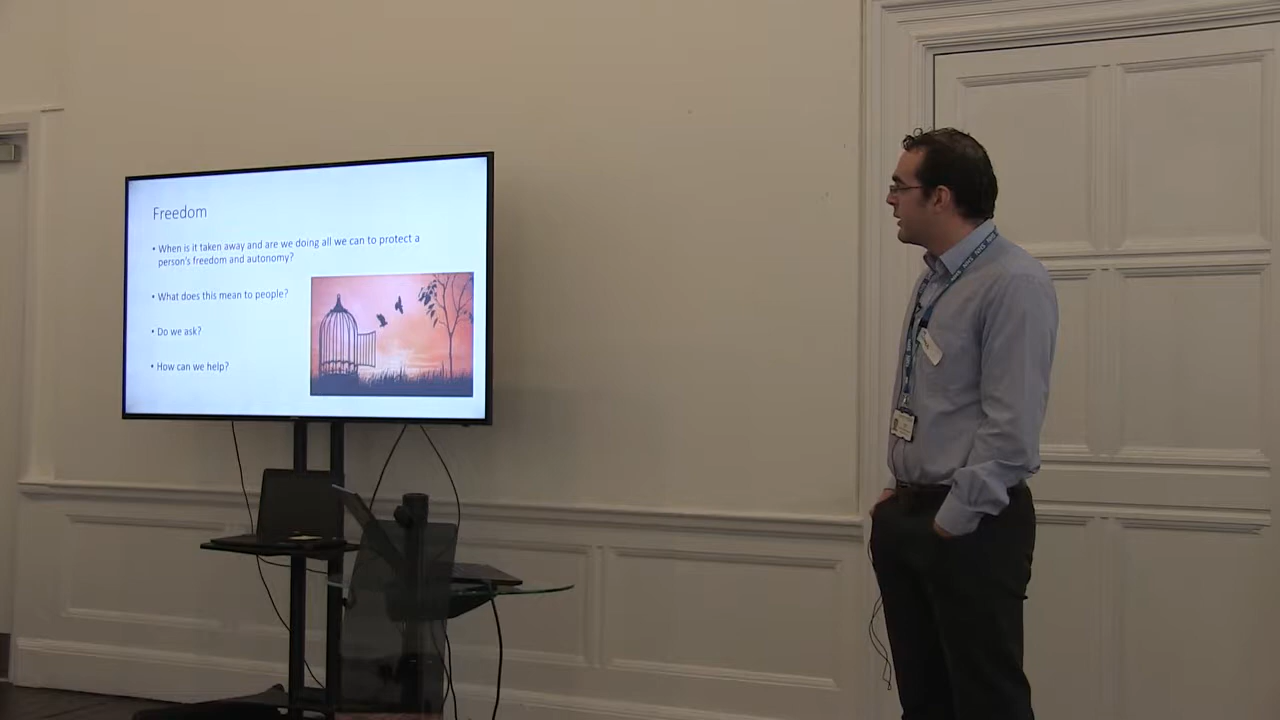 Freedom
• When is it taken away and are we doing all we can to protect a
person's freedom and autonomy?
• What does this mean to people?
• Do we ask?
• How can we help?